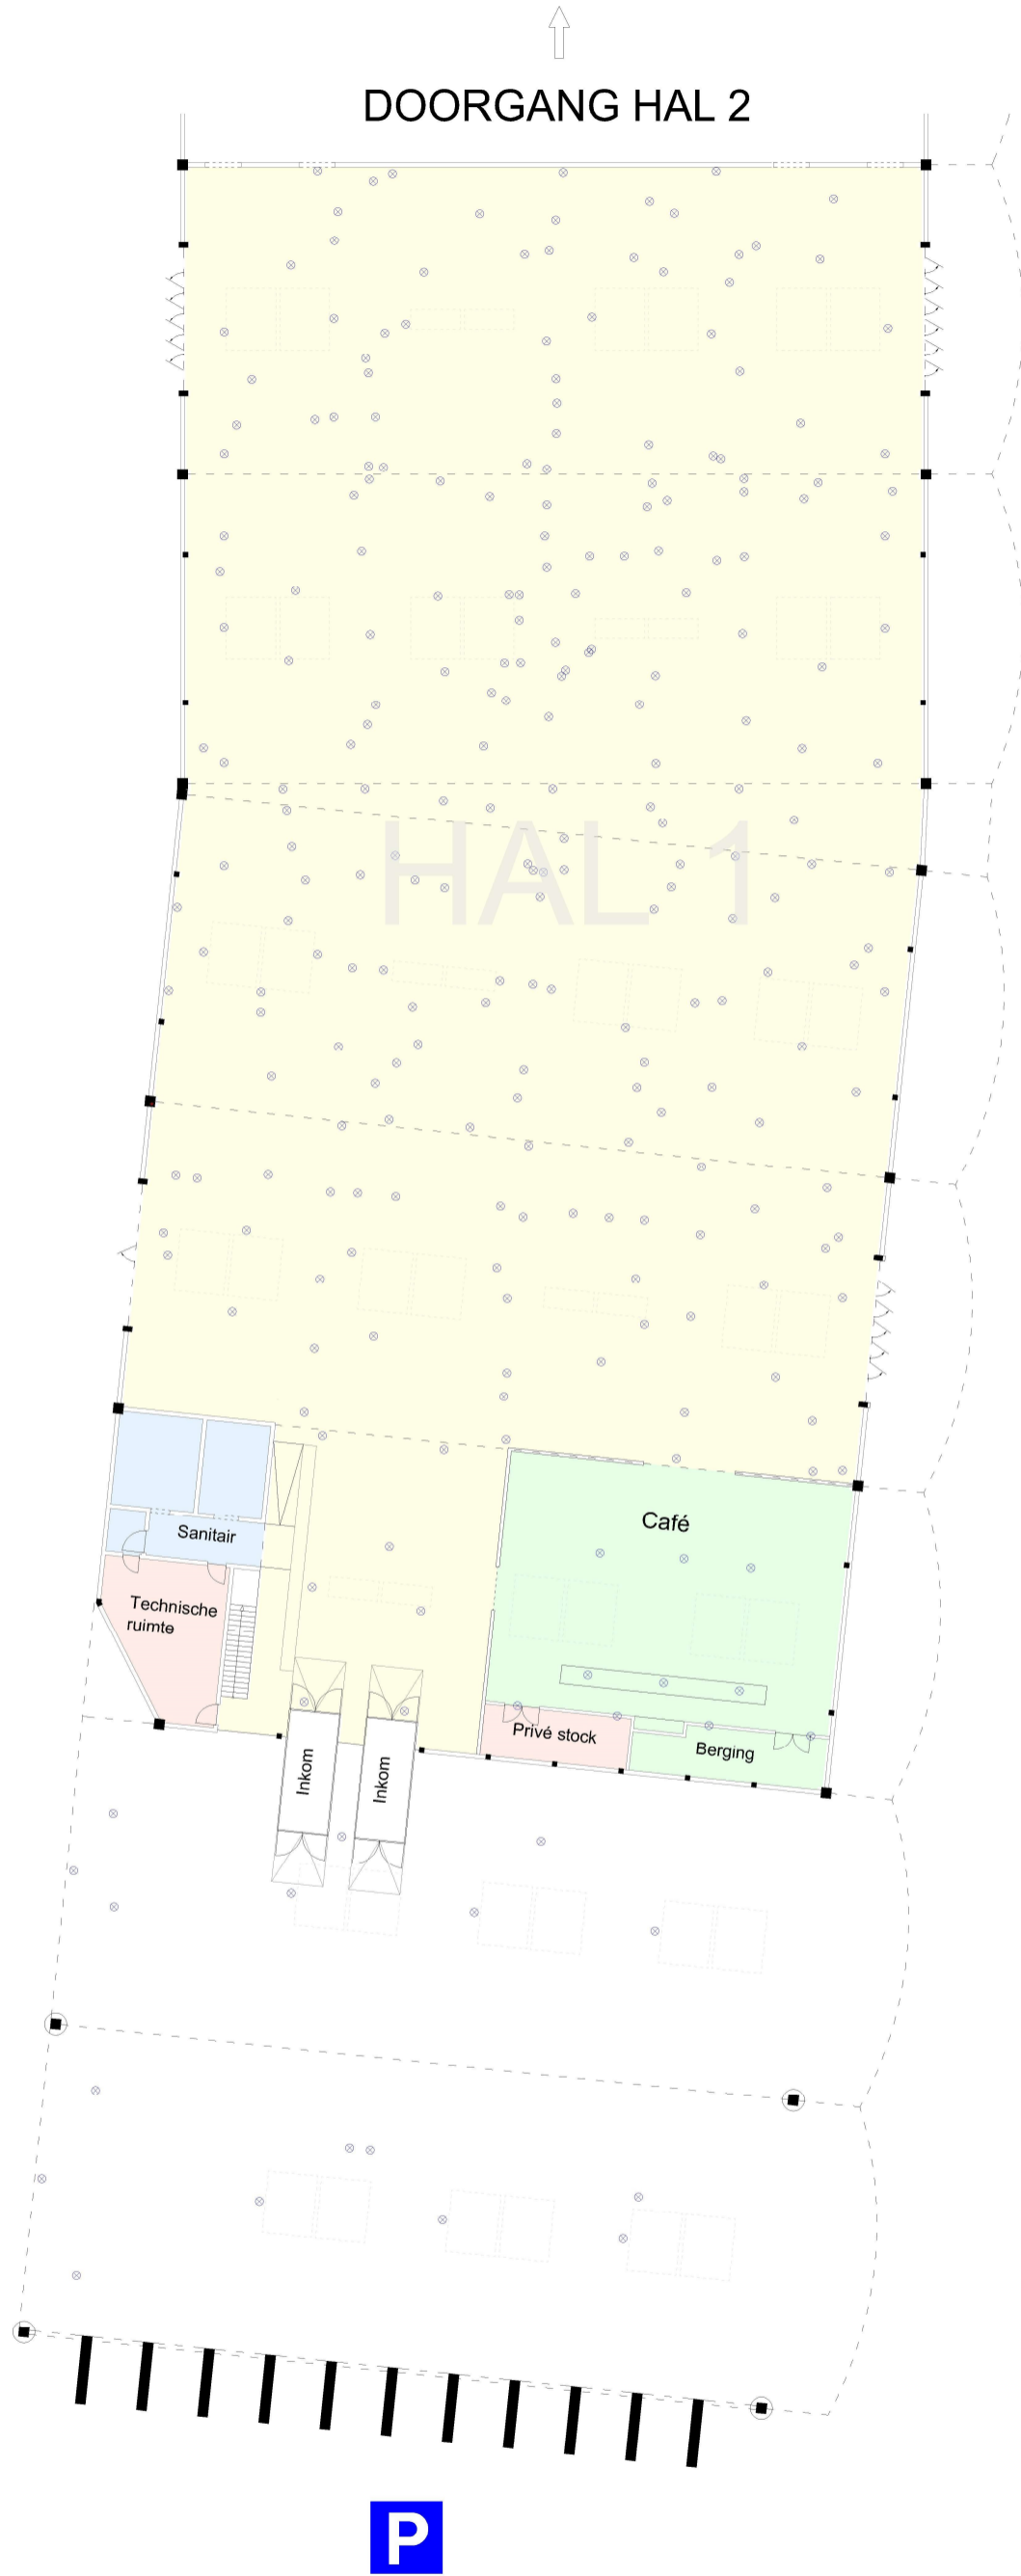 DOORGANG HAL 2
HAL 1
Café
Sanitair
Technische
ruimte
Privé stock
Berging
Inkom
Inkom
P